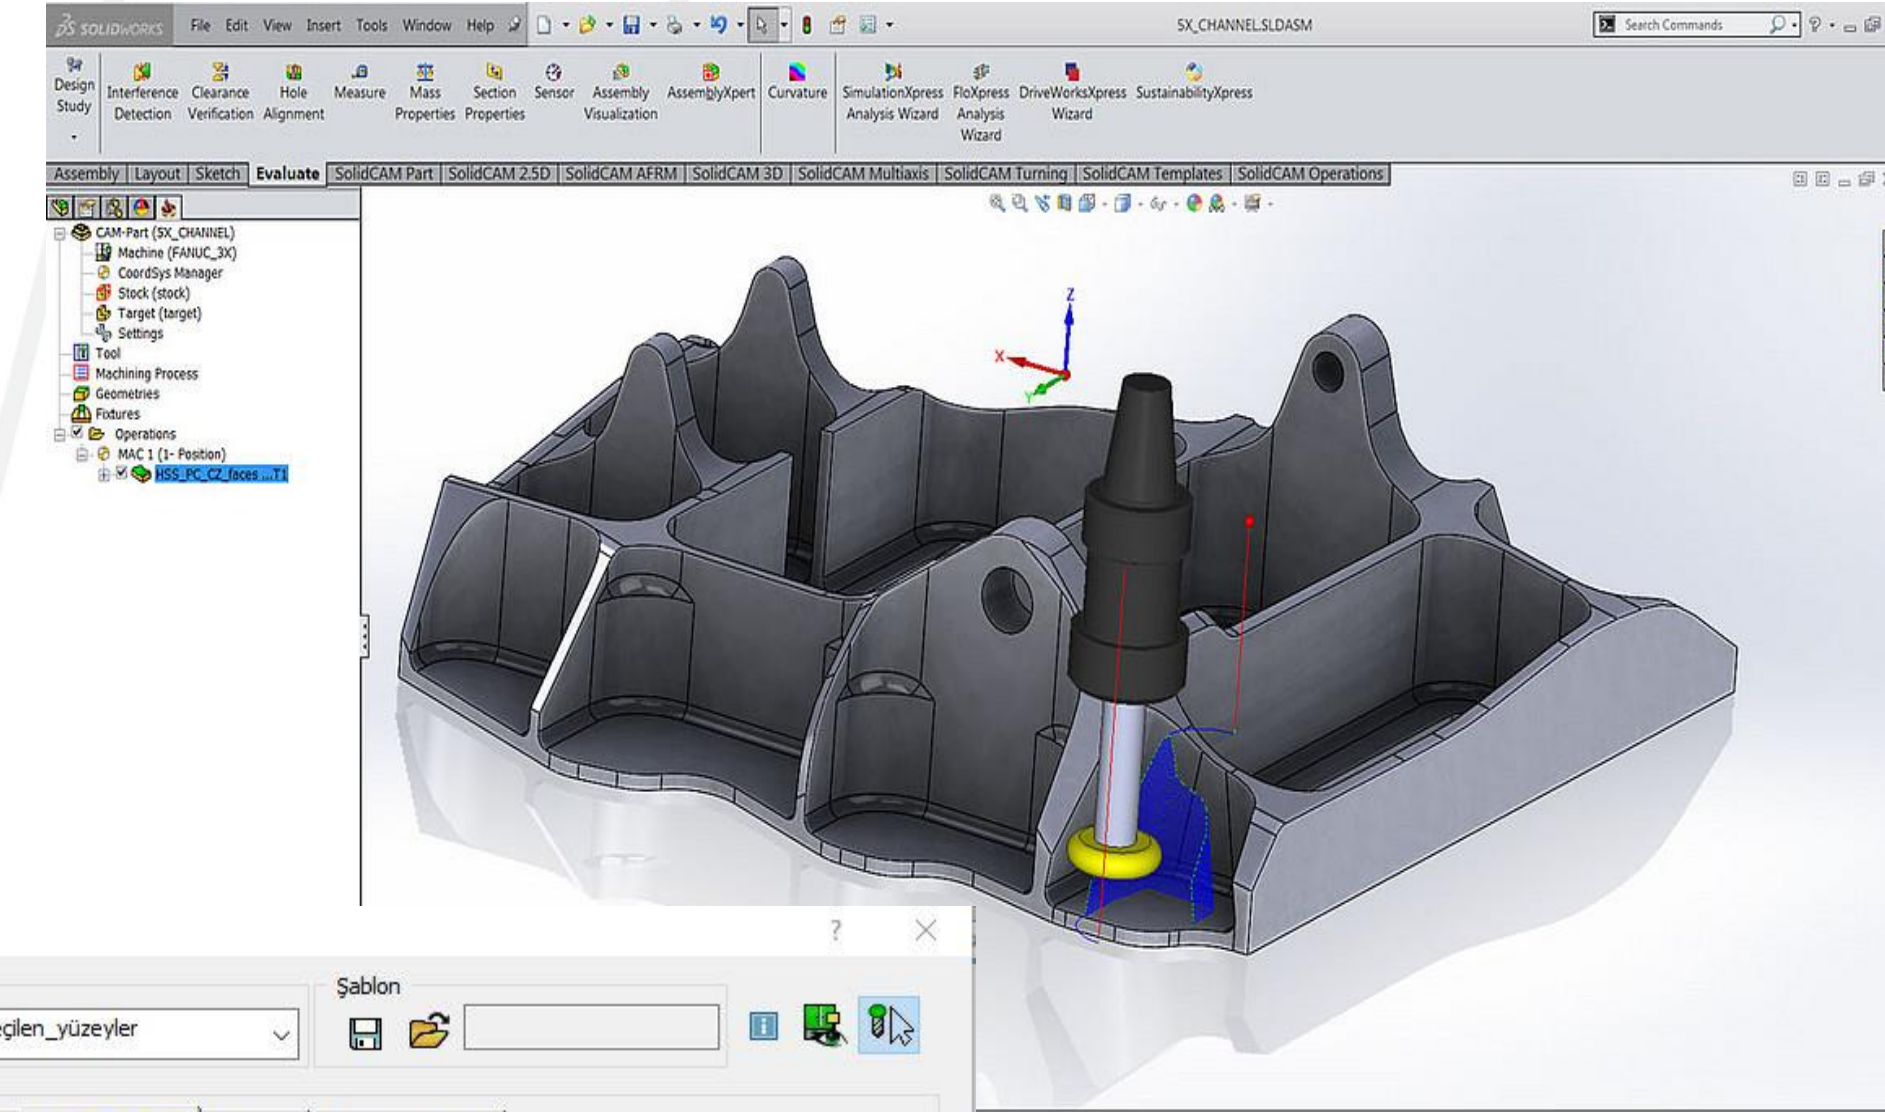 SOLIDWORKS File Edit View Insert Tools Window Help
5X_CHANNEL.SLDASM
Search Commands
Design Study
Interference Detection
Clearance Verification
Hole Alignment
Measure
Mass Properties
Section Properties
Sensor
Assembly Visualization
AssemblyXpert
Curvature
SimulationXpress Analysis Wizard
FloXpress Analysis Wizard
DriveWorksXpress Wizard
SustainabilityXpress
Assembly Layout Sketch Evaluate SolidCAM Part SolidCAM 2.5D SolidCAM AFRM SolidCAM 3D SolidCAM Multiaxis SolidCAM Turning SolidCAM Templates SolidCAM Operations
CAM-Part (5X_CHANNEL)
Machine (FANUC_3X)
CoordSys Manager
Stock (stock)
Target (target)
Settings
Tool
Machining Process
Geometries
Fixtures
Operations
MAC 1 (1- Position)
HSS_PC_CZ_faces ...T1
Z
X
Y
?
Şablon
eçilen_yüzeyler